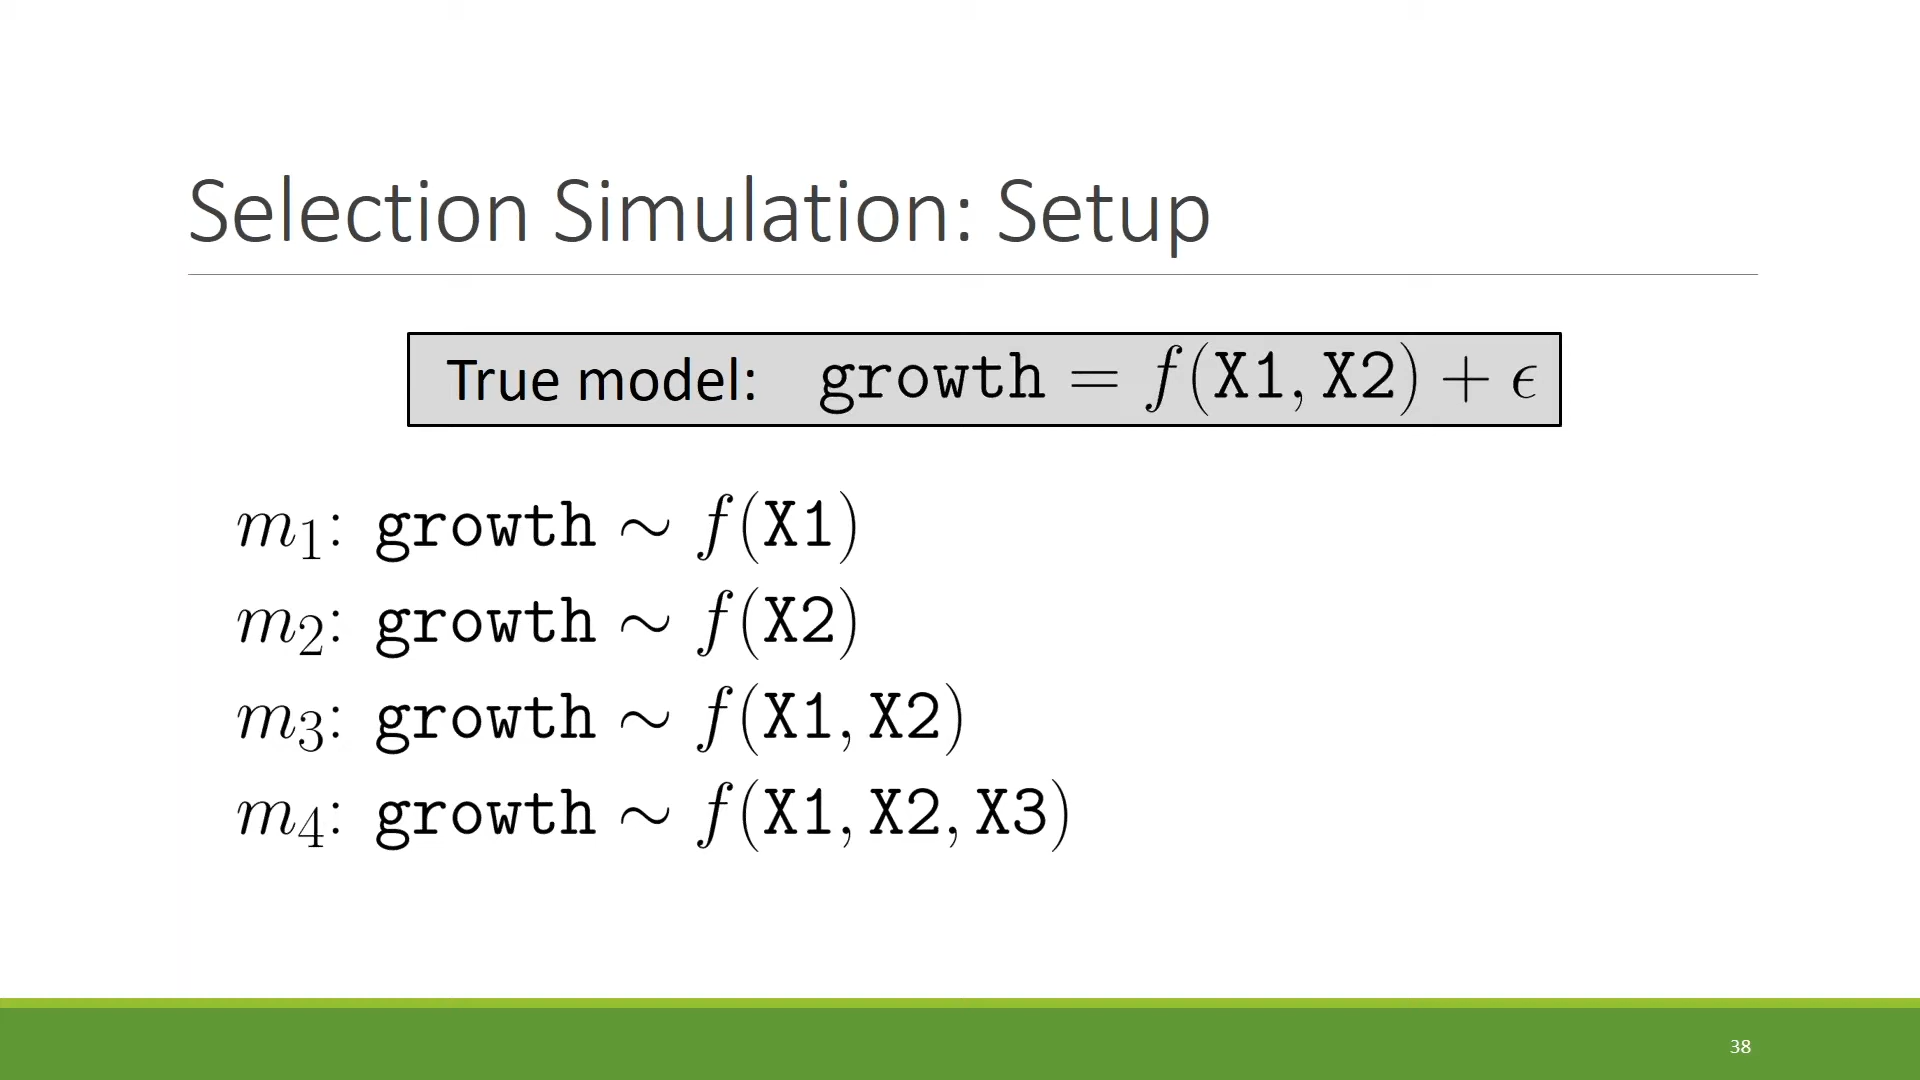 Selection Simulation: Setup
True model: growth = f(X1, X2) + ϵ
m₁: growth ∼ f(X1)
m₂: growth ∼ f(X2)
m₃: growth ∼ f(X1, X2)
m₄: growth ∼ f(X1, X2, X3)
38